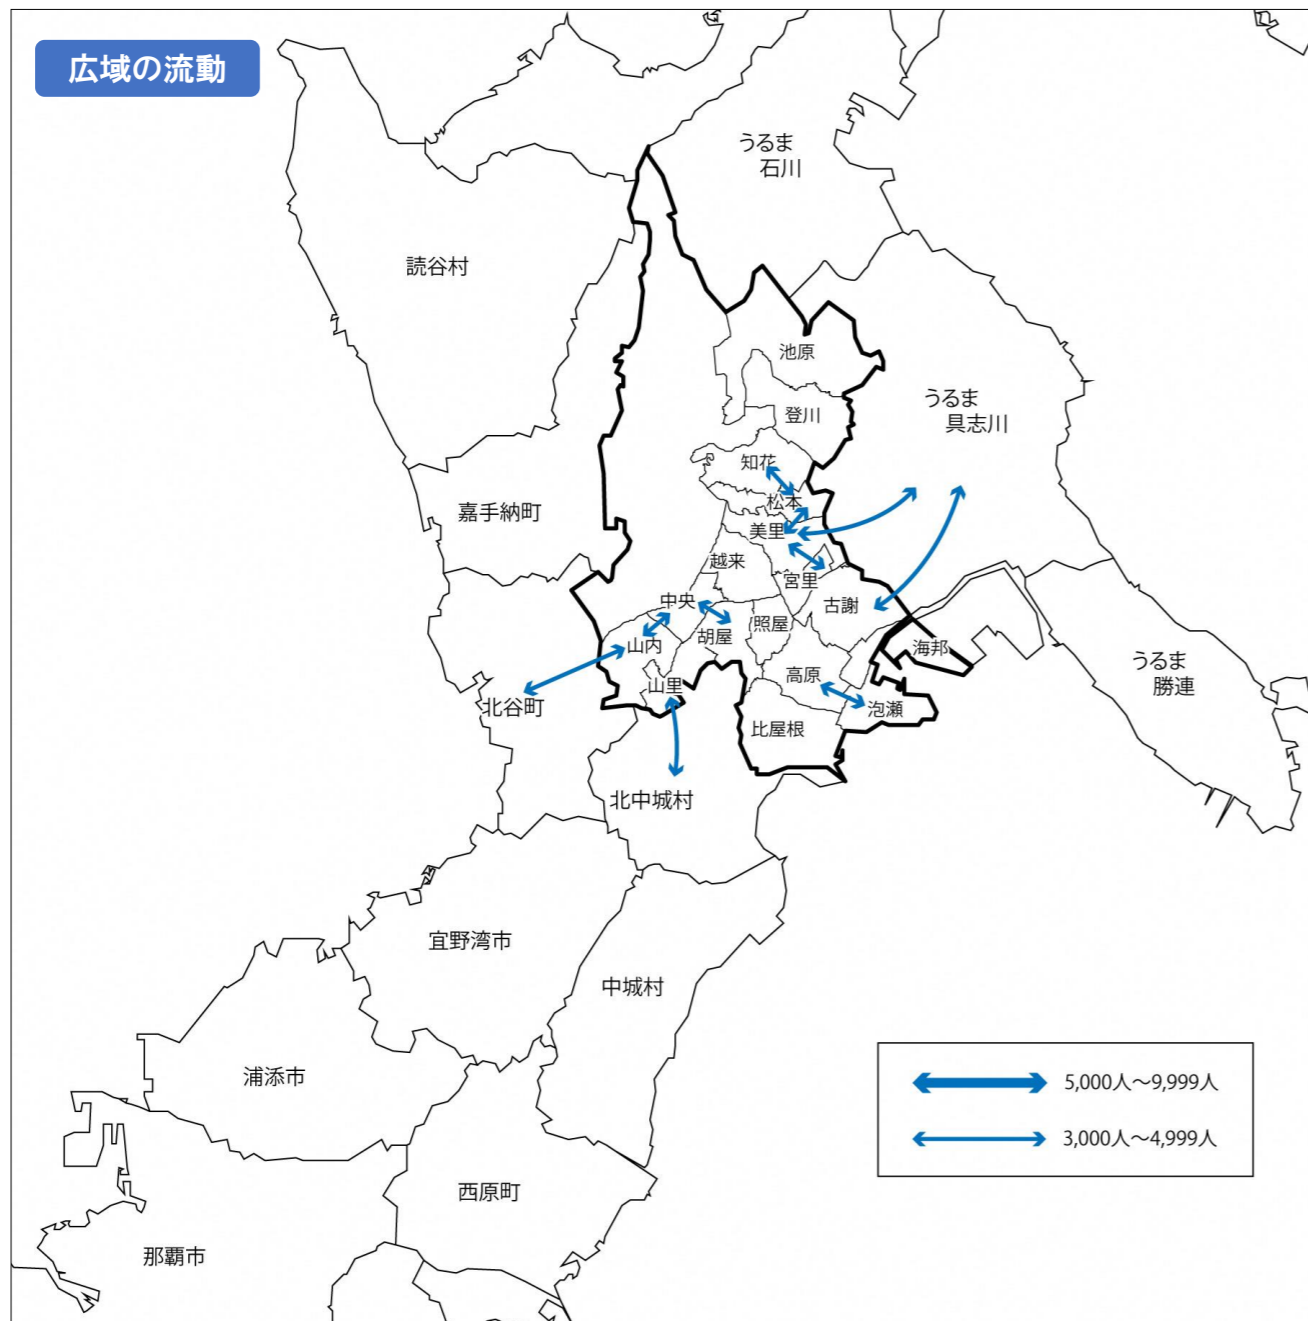 広域の流動
うるま
石川
読谷村
池原
うるま
具志川
登川
知花
嘉手納町
松本
美里
越来
宮里
中央
古謝
胡屋
照屋
山内
海邦
うるま
勝連
山里
高原
北谷町
泡瀬
比屋根
北中城村
宜野湾市
中城村
浦添市
5,000人~9,999人
3,000人~4,999人
西原町
那覇市